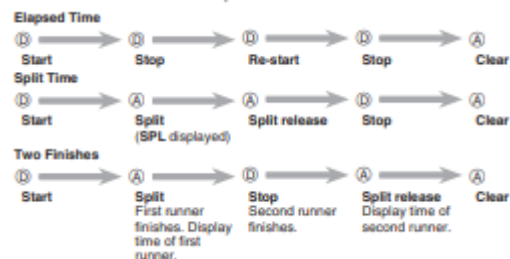 Elapsed Time
Ⓓ Ⓓ Ⓓ Ⓓ Ⓐ
Start Stop Re-start Stop Clear
Split Time
Ⓓ Ⓐ Ⓐ Ⓓ Ⓐ
Start Split Split release Stop Clear
(SPL displayed)
Two Finishes
Ⓓ Ⓐ Ⓓ Ⓐ Ⓐ
Start Split Stop Split release Clear
First runner Second runner Display time of
finishes. Display finishes. second runner.
time of first
runner.